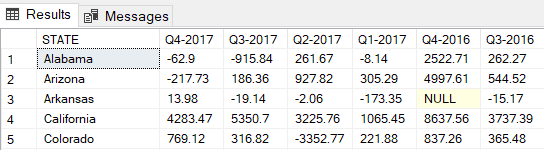 Results Messages
STATE Q4-2017 Q3-2017 Q2-2017 Q1-2017 Q4-2016 Q3-2016
1 Alabama -62.9 -915.84 261.67 -8.14 2522.71 262.27
2 Arizona -217.73 186.36 927.82 305.29 4997.61 544.52
3 Arkansas 13.98 -19.14 -2.06 -173.35 NULL -15.17
4 California 4283.47 5350.7 3225.76 1065.45 8637.56 3737.39
5 Colorado 769.12 316.82 -3352.77 221.88 837.26 365.48